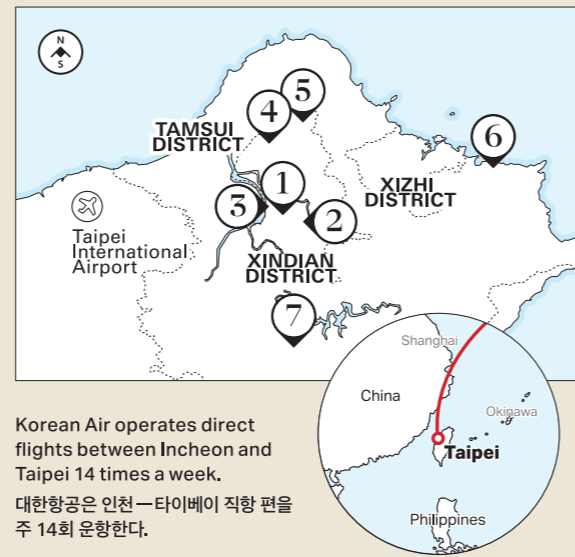 N
S
5
4
6
TAMSUI
DISTRICT
1
XIZHI
DISTRICT
3
2
Taipei
International
Airport
XINDIAN
DISTRICT
7
Shanghai
China
Okinawa
Taipei
Philippines
Korean Air operates direct
flights between Incheon and
Taipei 14 times a week.
대한항공은 인천—타이베이 직항 편을
주 14회 운항한다.